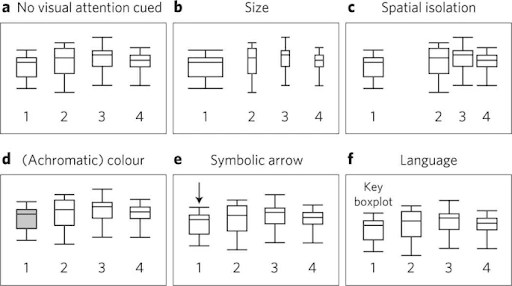 a No visual attention cued
1 2 3 4
b Size
1 2 3 4
c Spatial isolation
1 2 3 4
d (Achromatic) colour
1 2 3 4
e Symbolic arrow
1 2 3 4
f Language
Key
boxplot
1 2 3 4